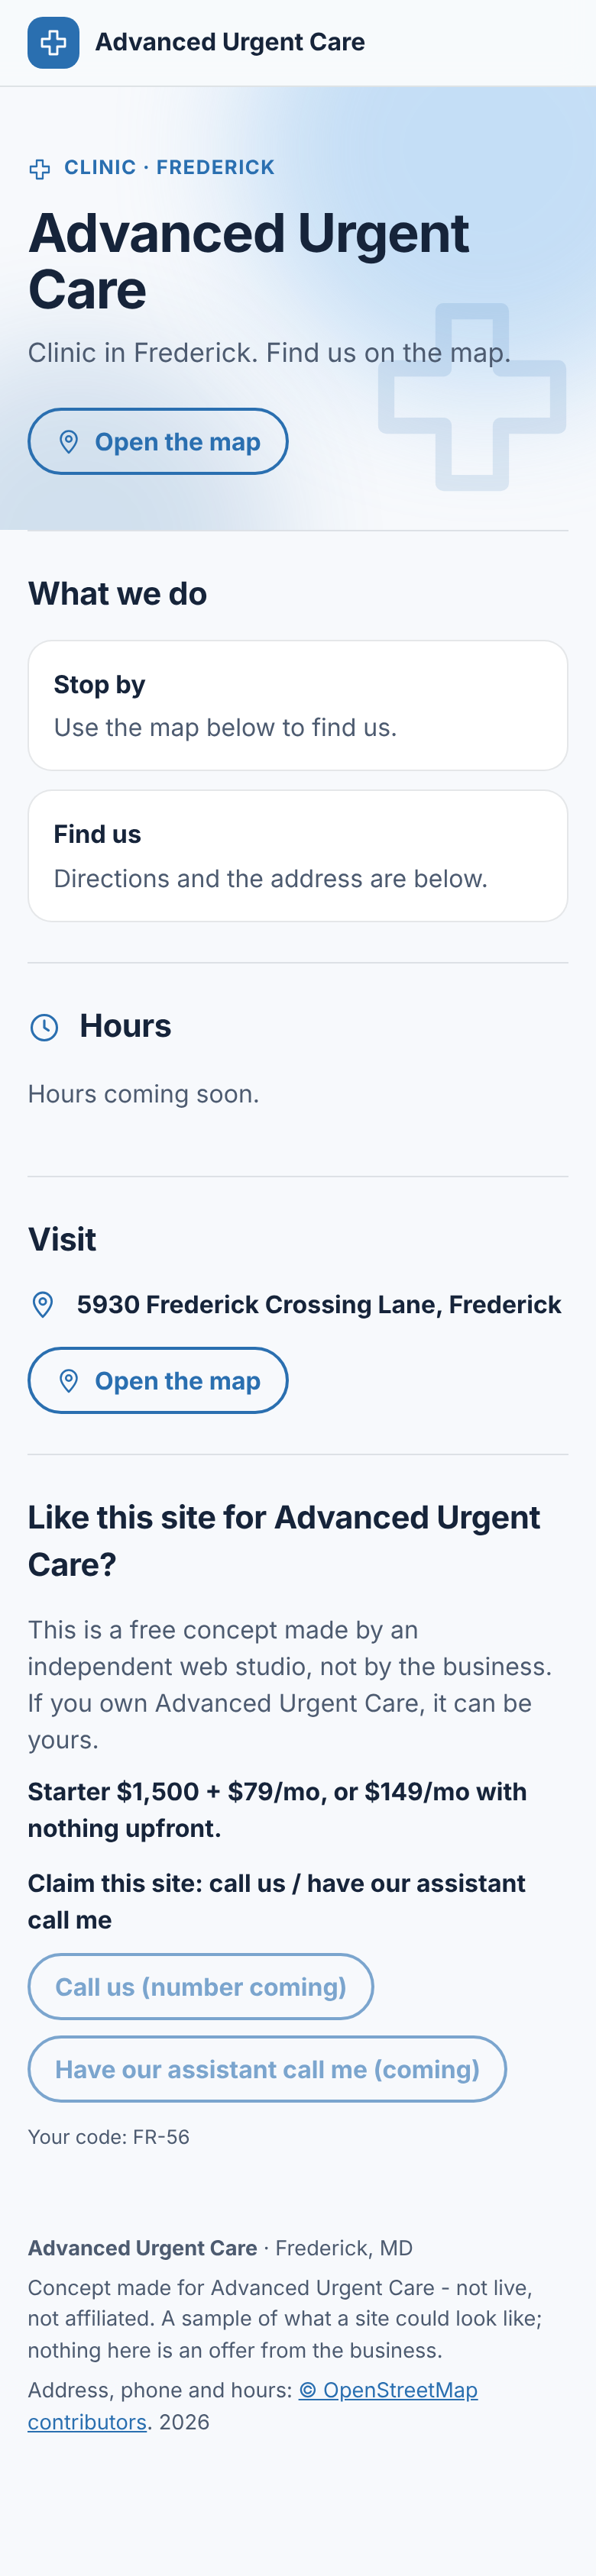 Advanced Urgent Care
CLINIC · FREDERICK
Advanced Urgent
Care
Clinic in Frederick. Find us on the map.
Open the map
What we do
Stop by
Use the map below to find us.
Find us
Directions and the address are below.
Hours
Hours coming soon.
Visit
5930 Frederick Crossing Lane, Frederick
Open the map
Like this site for Advanced Urgent
Care?
This is a free concept made by an
independent web studio, not by the business.
If you own Advanced Urgent Care, it can be
yours.
Starter $1,500 + $79/mo, or $149/mo with
nothing upfront.
Claim this site: call us / have our assistant
call me
Call us (number coming)
Have our assistant call me (coming)
Your code: FR-56
Advanced Urgent Care · Frederick, MD
Concept made for Advanced Urgent Care - not live,
not affiliated. A sample of what a site could look like;
nothing here is an offer from the business.
Address, phone and hours: © OpenStreetMap
contributors. 2026